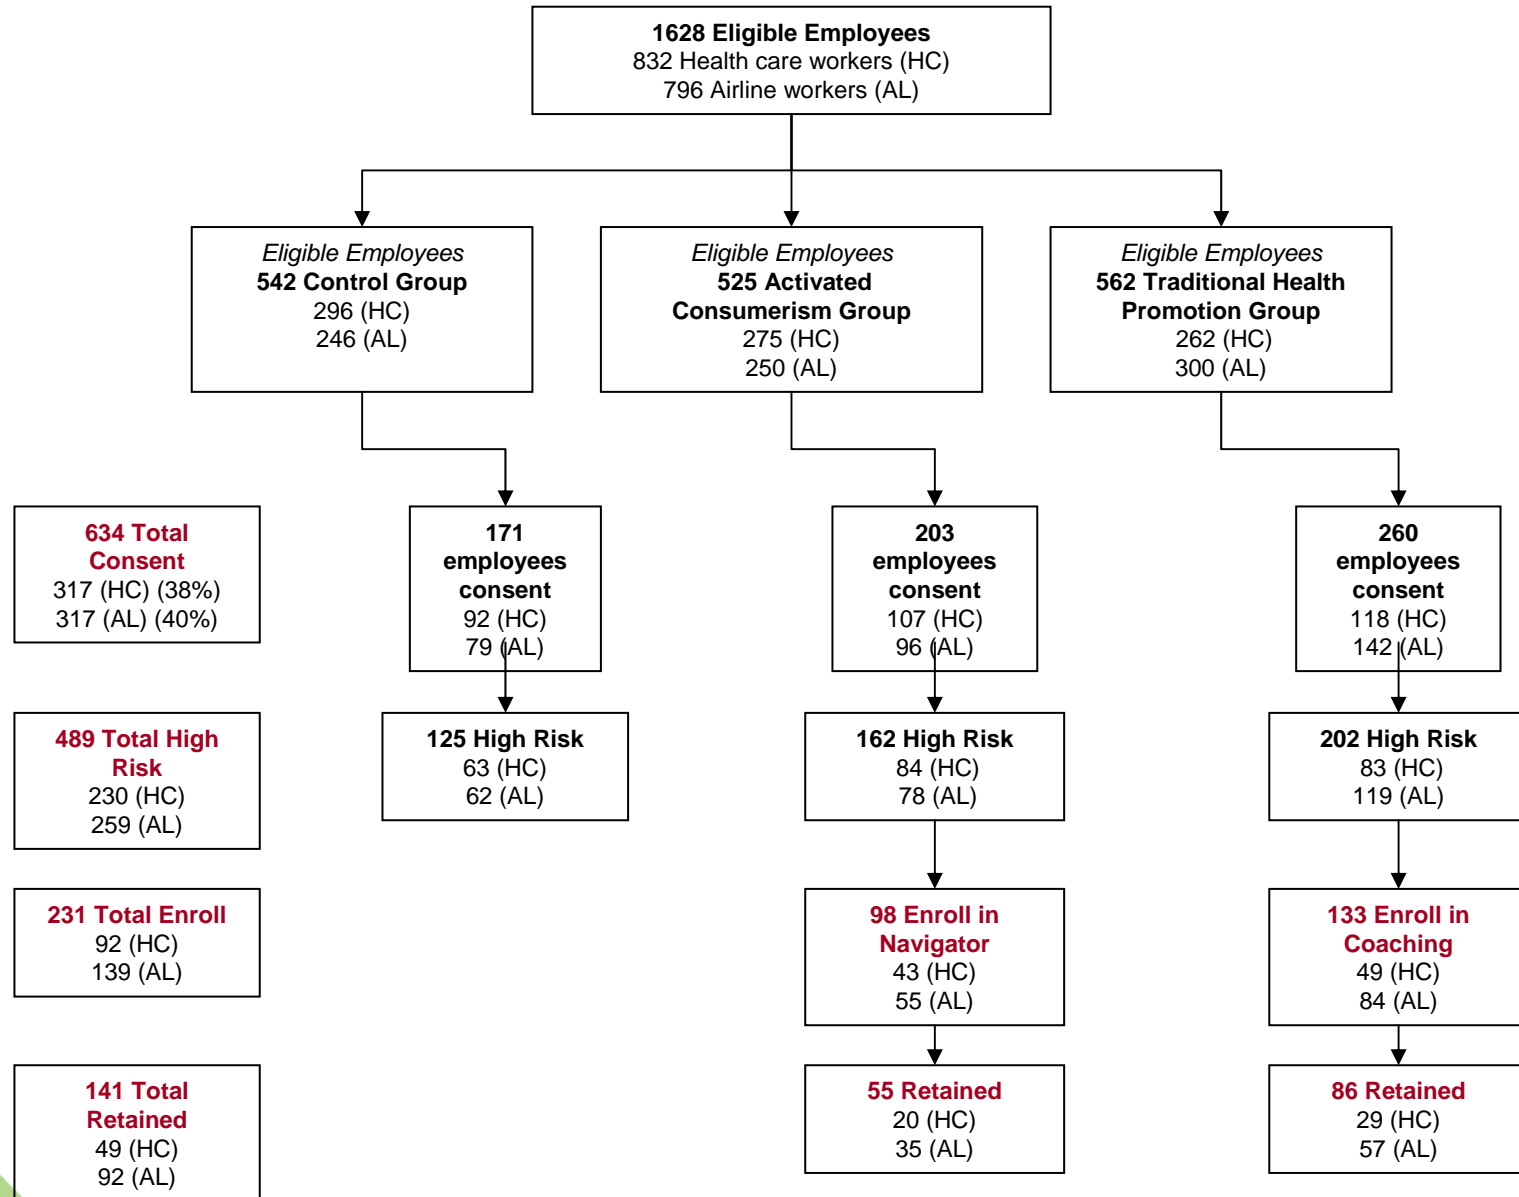 1628 Eligible Employees
832 Health care workers (HC)
796 Airline workers (AL)
Eligible Employees
542 Control Group
296 (HC)
246 (AL)
Eligible Employees
525 Activated
Consumerism Group
275 (HC)
250 (AL)
Eligible Employees
562 Traditional Health
Promotion Group
262 (HC)
300 (AL)
634 Total
Consent
317 (HC) (38%)
317 (AL) (40%)
171
employees
consent
92 (HC)
79 (AL)
203
employees
consent
107 (HC)
96 (AL)
260
employees
consent
118 (HC)
142 (AL)
489 Total High
Risk
230 (HC)
259 (AL)
125 High Risk
63 (HC)
62 (AL)
162 High Risk
84 (HC)
78 (AL)
202 High Risk
83 (HC)
119 (AL)
231 Total Enroll
92 (HC)
139 (AL)
98 Enroll in
Navigator
43 (HC)
55 (AL)
133 Enroll in
Coaching
49 (HC)
84 (AL)
141 Total
Retained
49 (HC)
92 (AL)
55 Retained
20 (HC)
35 (AL)
86 Retained
29 (HC)
57 (AL)